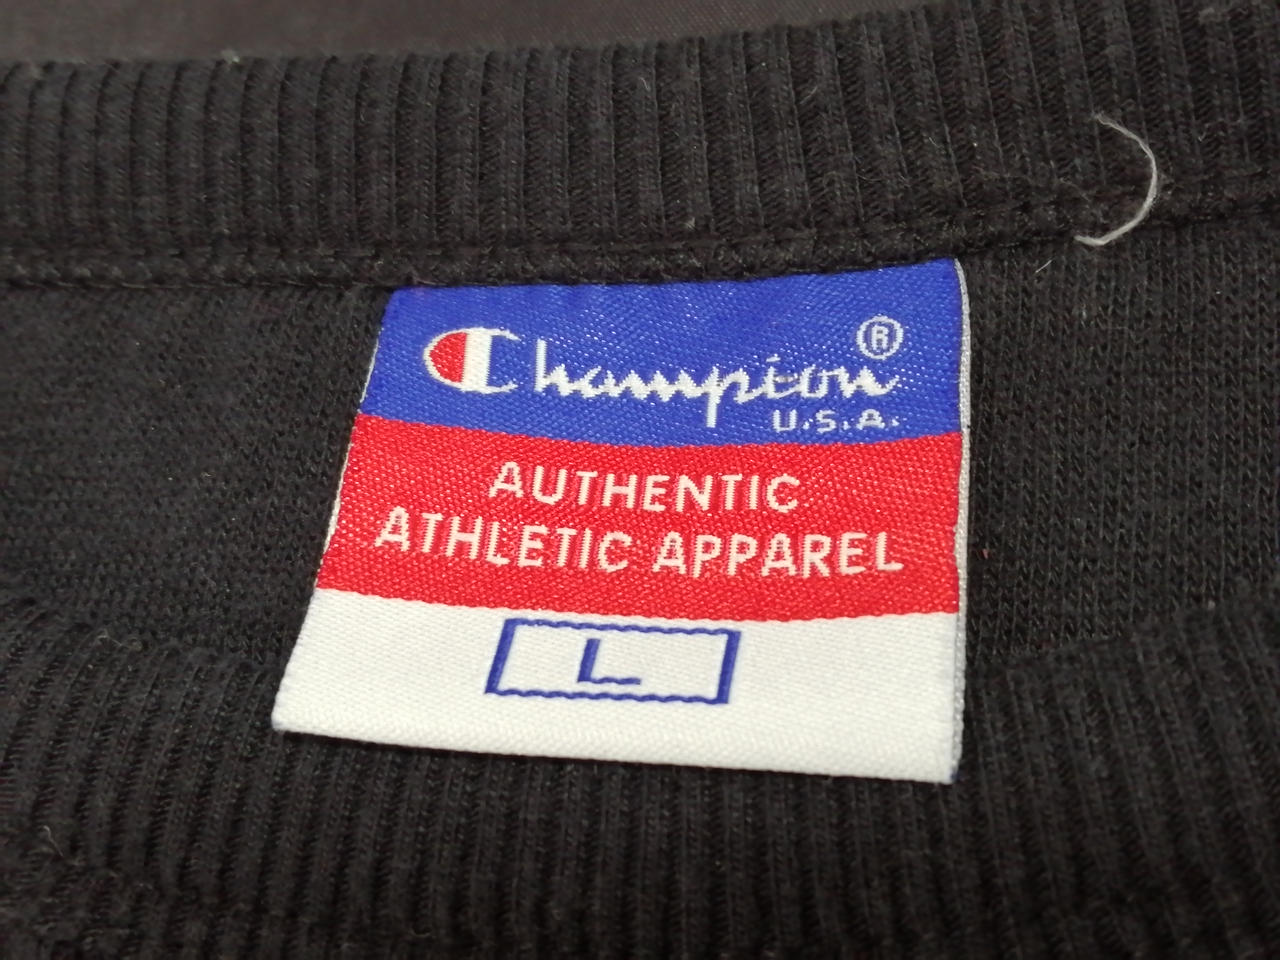 Champion®
U.S.A.
AUTHENTIC
ATHLETIC APPAREL
L